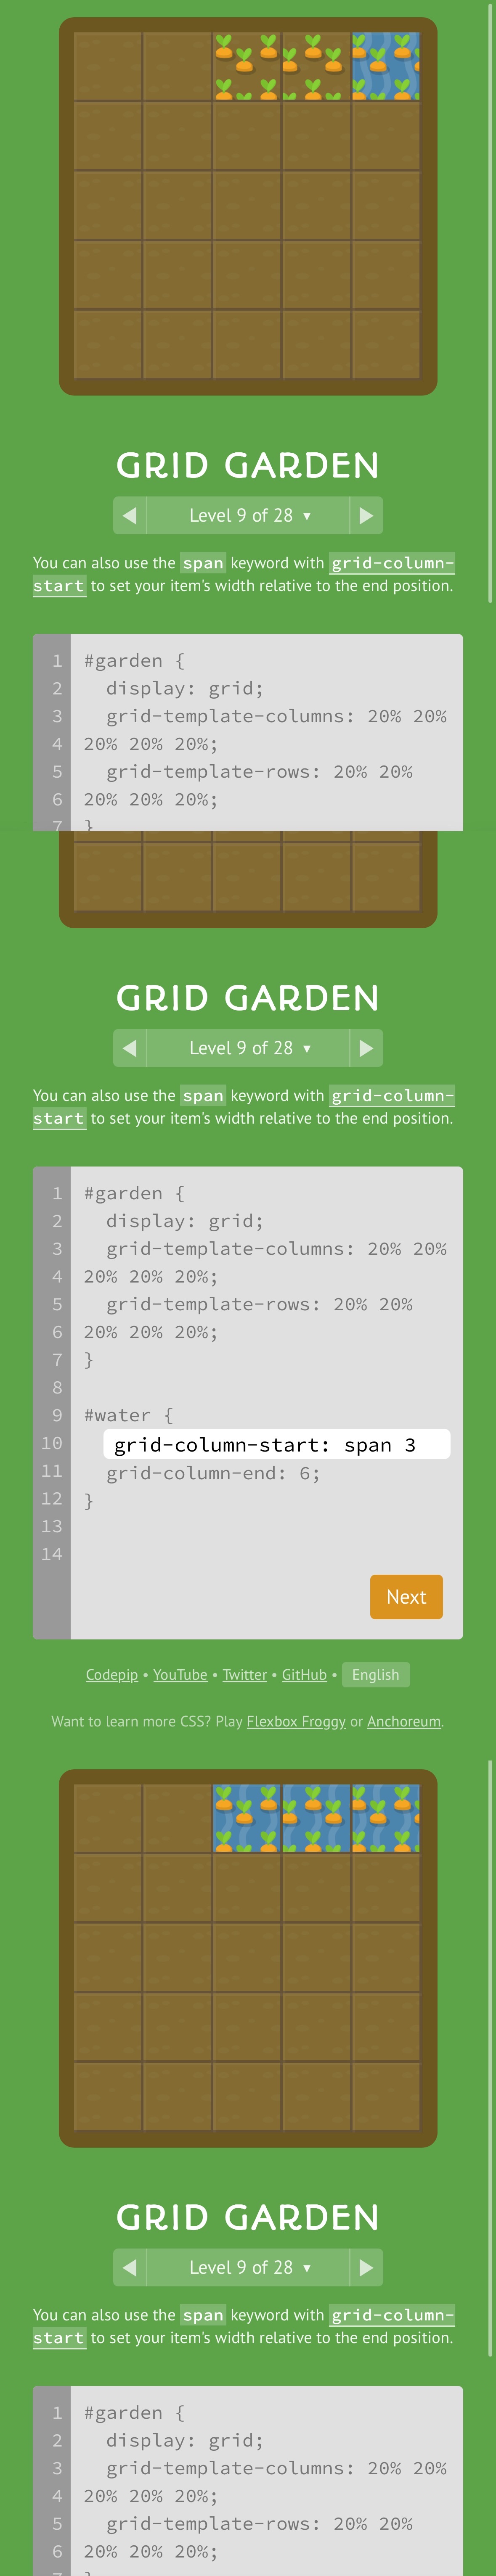 GRID GARDEN
Level 9 of 28 ▼
You can also use the span keyword with grid-column-
start to set your item's width relative to the end position.
1 #garden {
2 display: grid;
3 grid-template-columns: 20% 20%
4 20% 20% 20%;
5 grid-template-rows: 20% 20%
6 20% 20% 20%;
7 }
GRID GARDEN
Level 9 of 28 ▼
You can also use the span keyword with grid-column-
start to set your item's width relative to the end position.
1 #garden {
2 display: grid;
3 grid-template-columns: 20% 20%
4 20% 20% 20%;
5 grid-template-rows: 20% 20%
6 20% 20% 20%;
7 }
8
9 #water {
10 grid-column-start: span 3
11 grid-column-end: 6;
12 }
13
14
Next
Codepip • YouTube • Twitter • GitHub • English
Want to learn more CSS? Play Flexbox Froggy or Anchoreum.
GRID GARDEN
Level 9 of 28 ▼
You can also use the span keyword with grid-column-
start to set your item's width relative to the end position.
1 #garden {
2 display: grid;
3 grid-template-columns: 20% 20%
4 20% 20% 20%;
5 grid-template-rows: 20% 20%
6 20% 20% 20%;